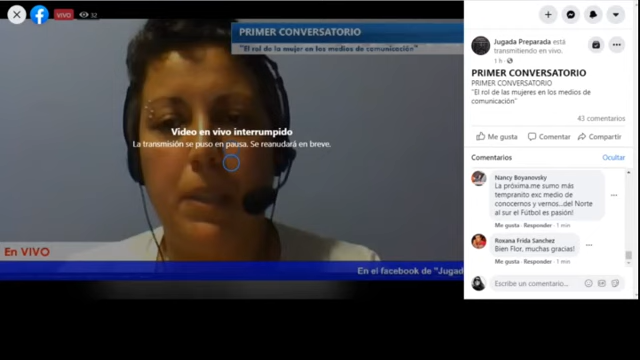 VIVO
32
PRIMER CONVERSATORIO
"El rol de la mujer en los medios de comunicación"
Video en vivo interrumpido
La transmisión se puso en pausa. Se reanudará en breve.
En VIVO
En el facebook de "Jugad
Jugada Preparada está
transmitiendo en vivo.
1 h ·
PRIMER CONVERSATORIO
PRIMER CONVERSATORIO
"El rol de las mujeres en los medios de
comunicación"
43 comentarios
Me gusta
Comentar
Compartir
Comentarios
Ocultar
Nancy Boyanovsky
La próxima.me sumo más
tempranito exc medio de
conocernos y vernos...del Norte
al sur el Fútbol es pasión!
Me gusta · Responder · 1 min
Roxana Frida Sanchez
Bien Flor, muchas gracias!
Me gusta · Responder · 1 min
Escribe un comentario...